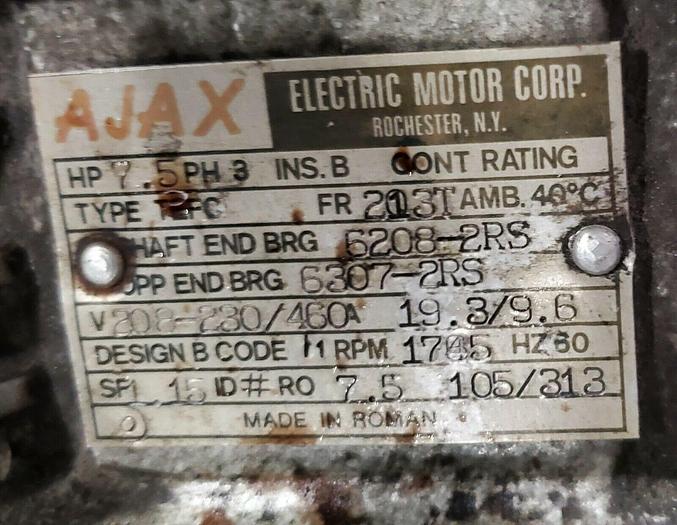 AJAX ELECTRIC MOTOR CORP.
ROCHESTER, N.Y.
HP 7.5 PH 3 INS. B CONT RATING
TYPE FR 213T AMB. 40°C
SHAFT END BRG 6208-2RS
OPP END BRG 6307-2RS
V 208-230/460 A 19.3/9.6
DESIGN B CODE RPM HZ 60
SF 1.15 ID# RO 7.5 105/313
MADE IN ROMAN